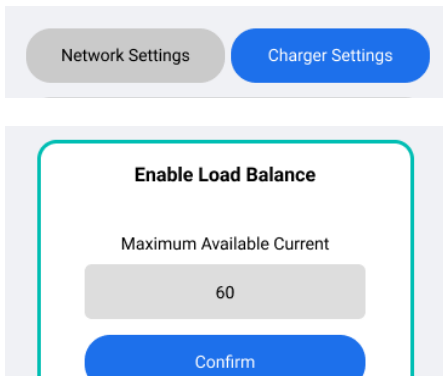 Network Settings
Charger Settings
Enable Load Balance
Maximum Available Current
60
Confirm